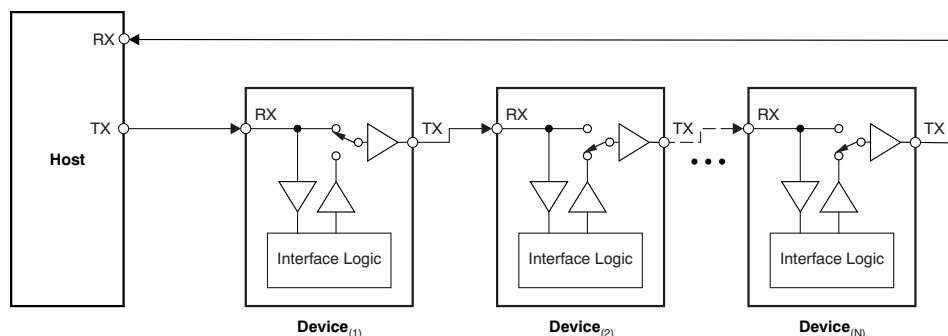 RX
TX
Host
RX
TX
Interface Logic
Device(1)
RX
TX
Interface Logic
Device(2)
RX
TX
Interface Logic
Device(N)